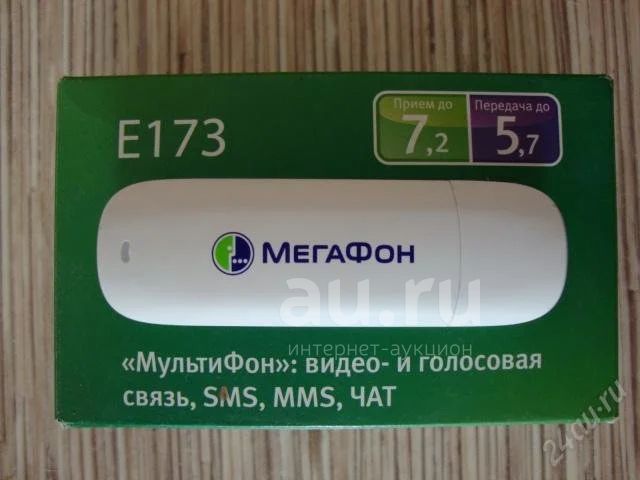 E173
Прием до
7,2
Передача до
5,7
МЕГАФОН
au.ru
интернет-аукцион
«МультиФон»: видео- и голосовая
связь, SMS, MMS, ЧАТ
24au.ru